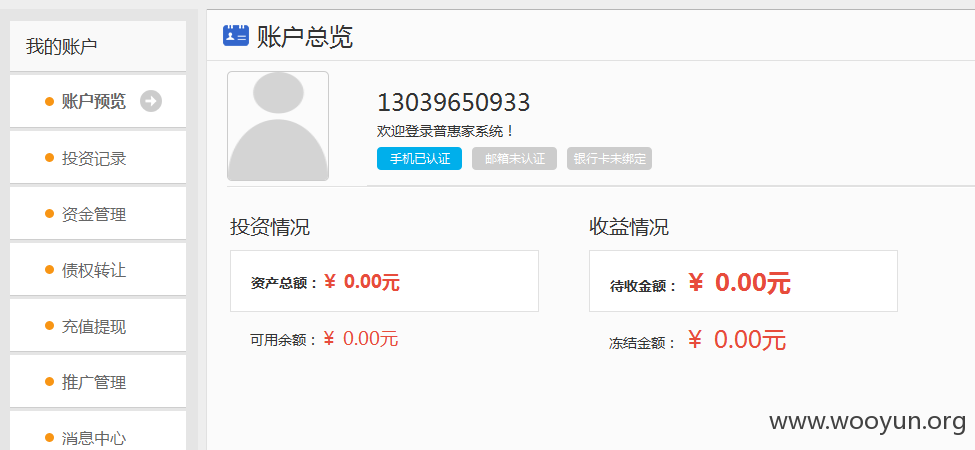 我的账户
账户预览
投资记录
资金管理
债权转让
充值提现
推广管理
消息中心
账户总览
13039650933
欢迎登录普惠家系统！
手机已认证 邮箱未认证 银行卡未绑定
投资情况 收益情况
资产总额：￥ 0.00元 待收金额：￥ 0.00元
可用余额：￥ 0.00元 冻结金额：￥ 0.00元
www.wooyun.org